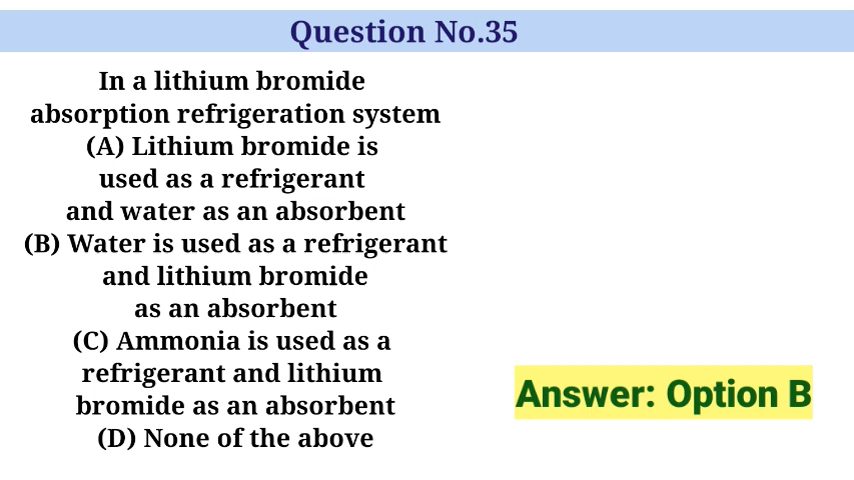 Question No.35
In a lithium bromide
absorption refrigeration system
(A) Lithium bromide is
used as a refrigerant
and water as an absorbent
(B) Water is used as a refrigerant
and lithium bromide
as an absorbent
(C) Ammonia is used as a
refrigerant and lithium
bromide as an absorbent
(D) None of the above
Answer: Option B